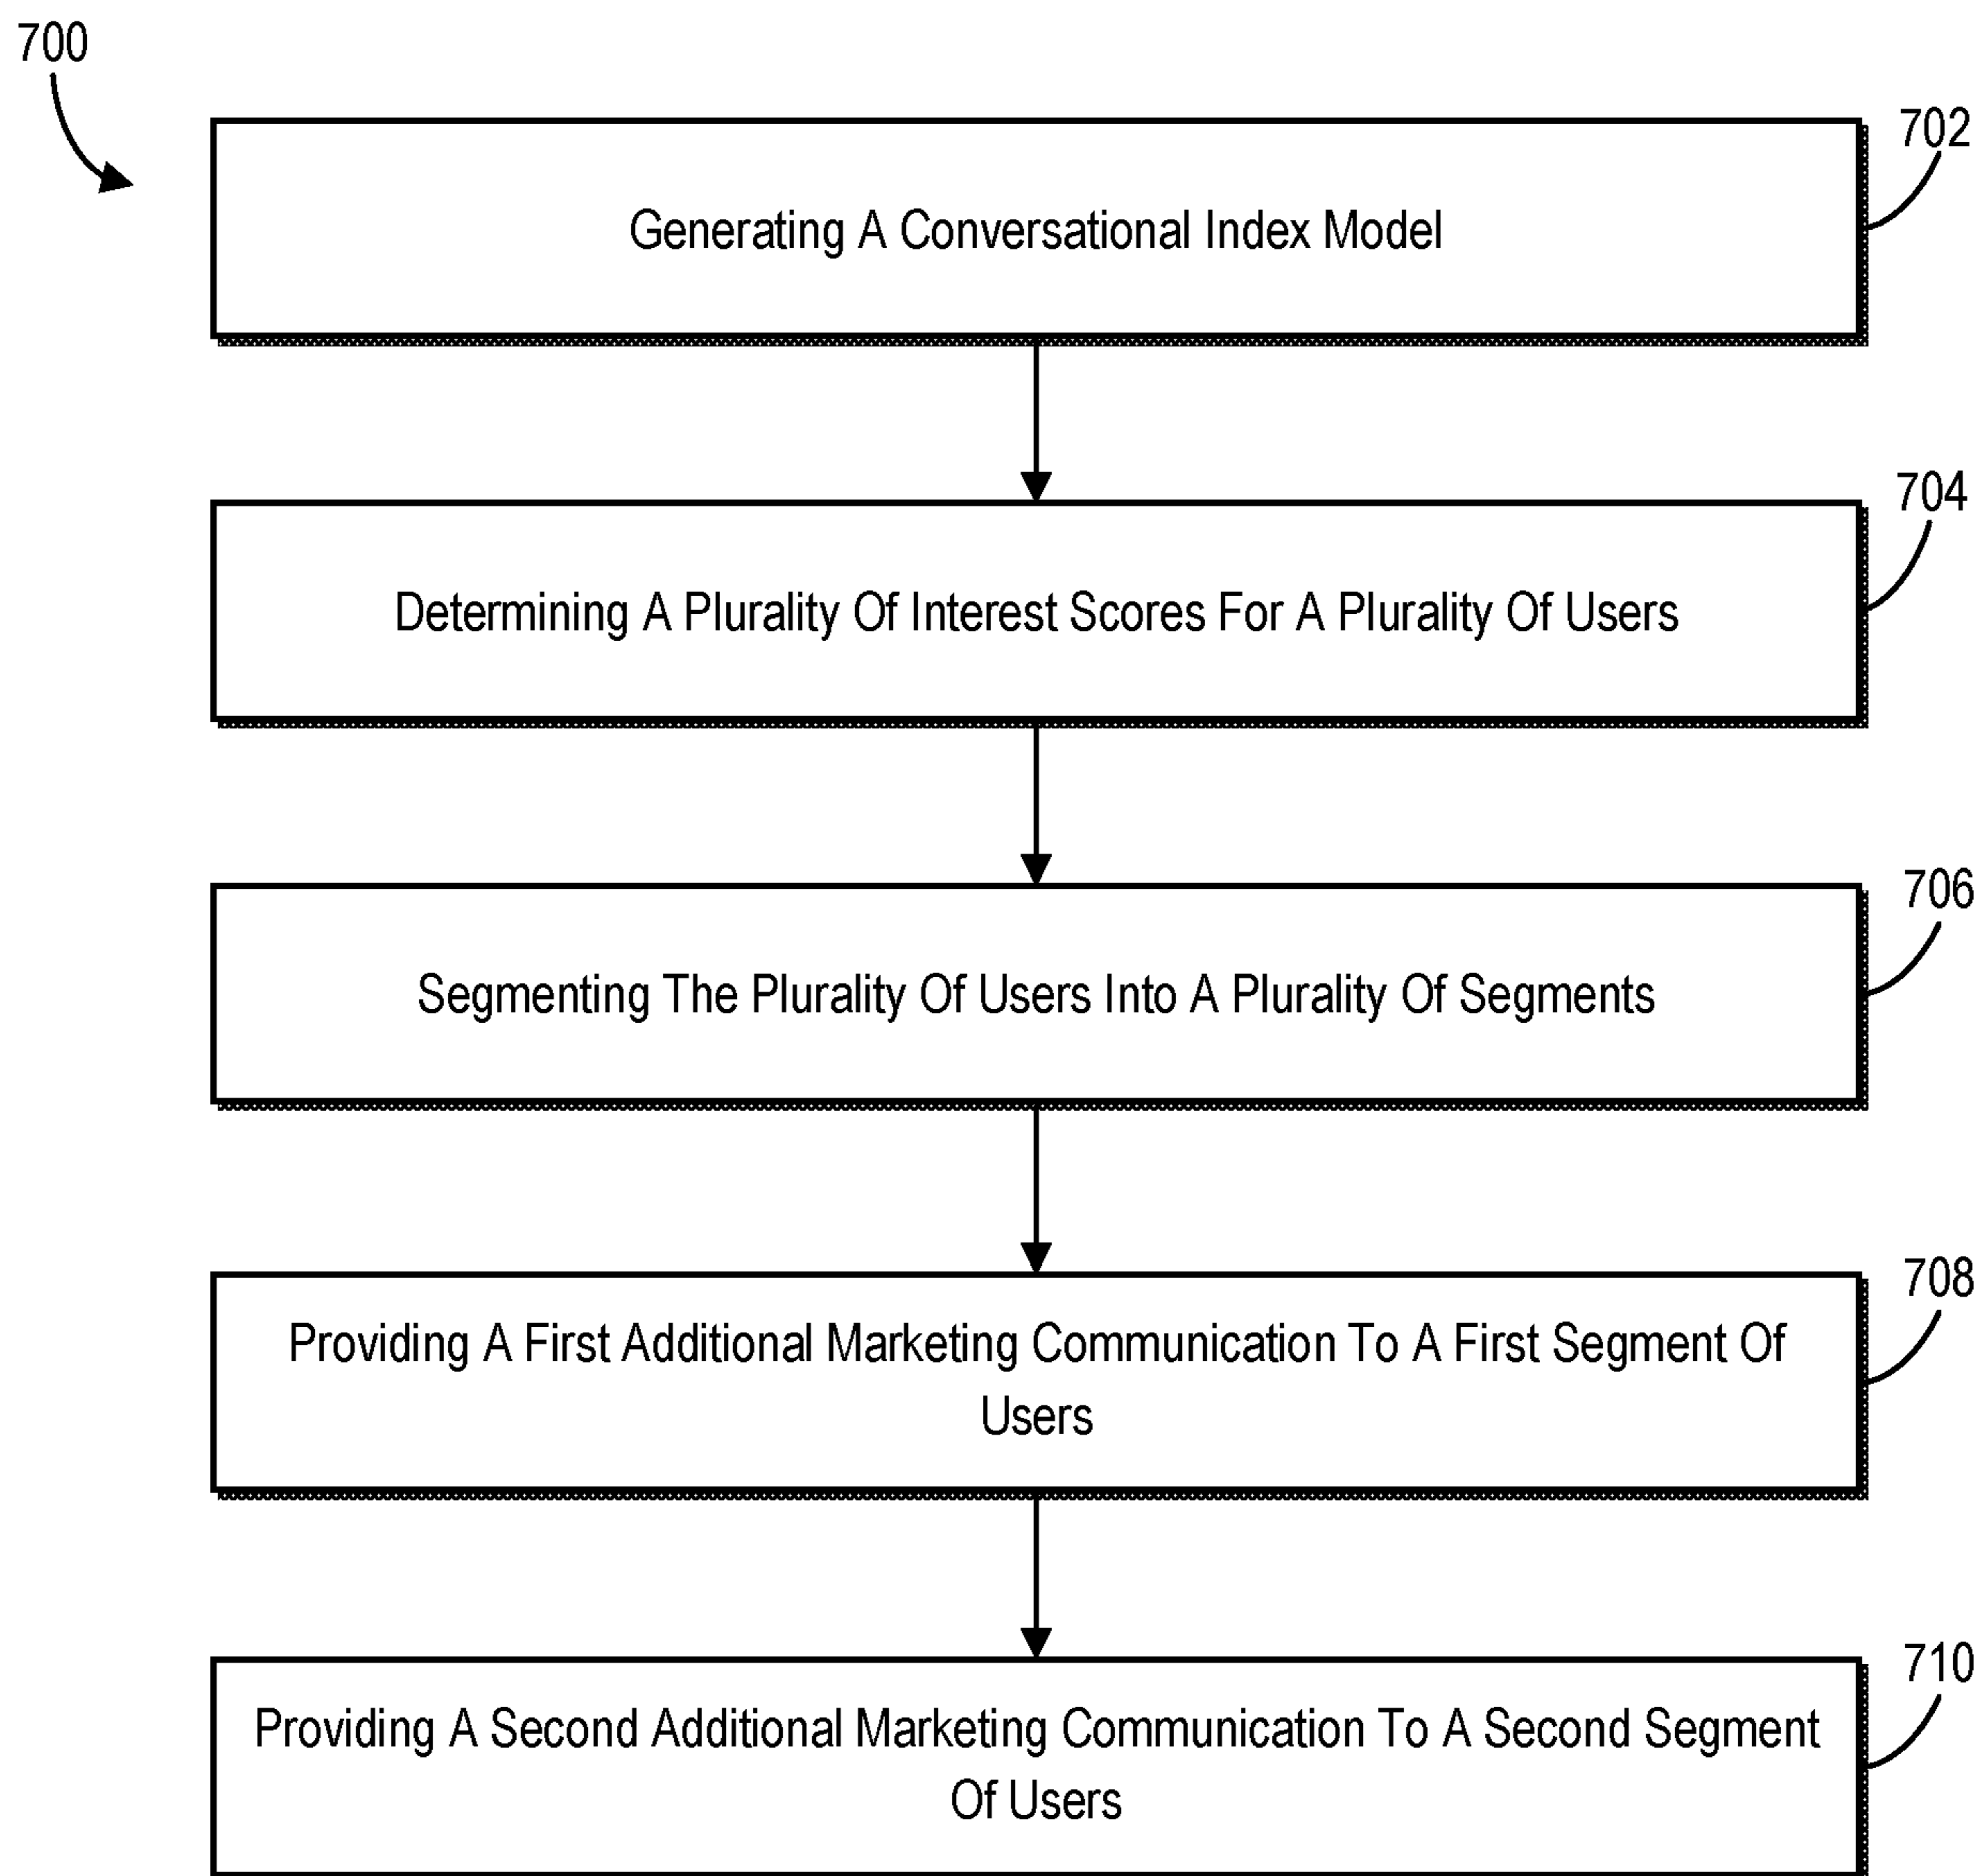 700
702
Generating A Conversational Index Model
704
Determining A Plurality Of Interest Scores For A Plurality Of Users
706
Segmenting The Plurality Of Users Into A Plurality Of Segments
708
Providing A First Additional Marketing Communication To A First Segment Of
Users
710
Providing A Second Additional Marketing Communication To A Second Segment
Of Users